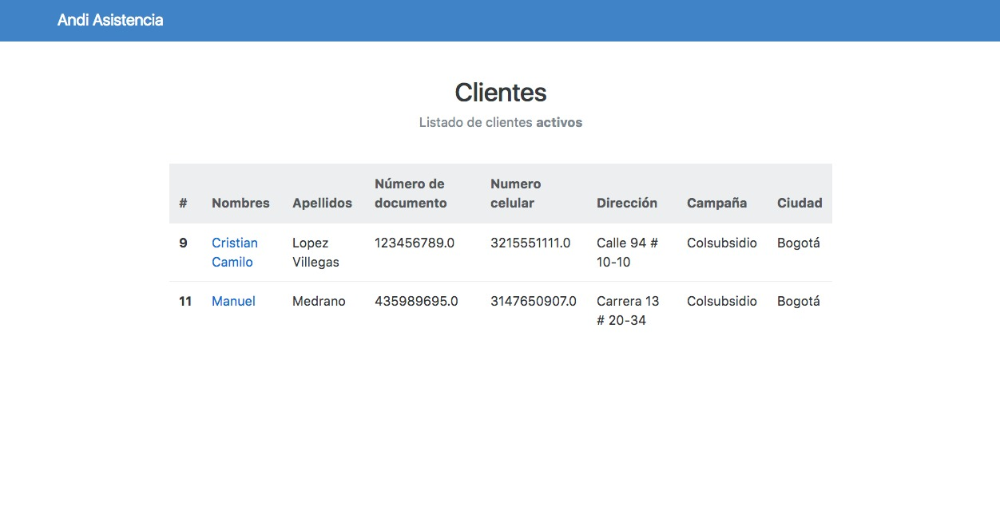 Andi Asistencia
Clientes
Listado de clientes activos
# Nombres Apellidos Número de documento Numero celular Dirección Campaña Ciudad
9 Cristian Camilo Lopez Villegas 123456789.0 3215551111.0 Calle 94 # 10-10 Colsubsidio Bogotá
11 Manuel Medrano 435989695.0 3147650907.0 Carrera 13 # 20-34 Colsubsidio Bogotá